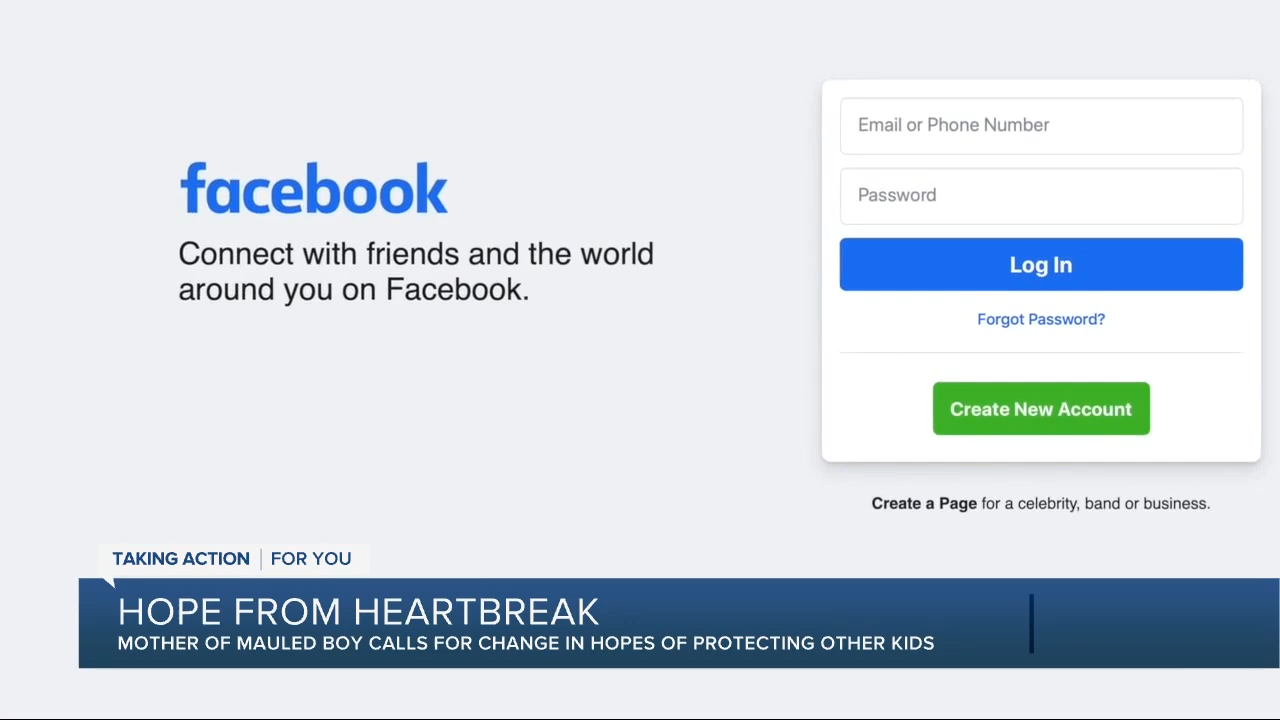 facebook
Connect with friends and the world
around you on Facebook.
Email or Phone Number
Password
Log In
Forgot Password?
Create New Account
Create a Page for a celebrity, band or business.
TAKING ACTION | FOR YOU
HOPE FROM HEARTBREAK
MOTHER OF MAULED BOY CALLS FOR CHANGE IN HOPES OF PROTECTING OTHER KIDS